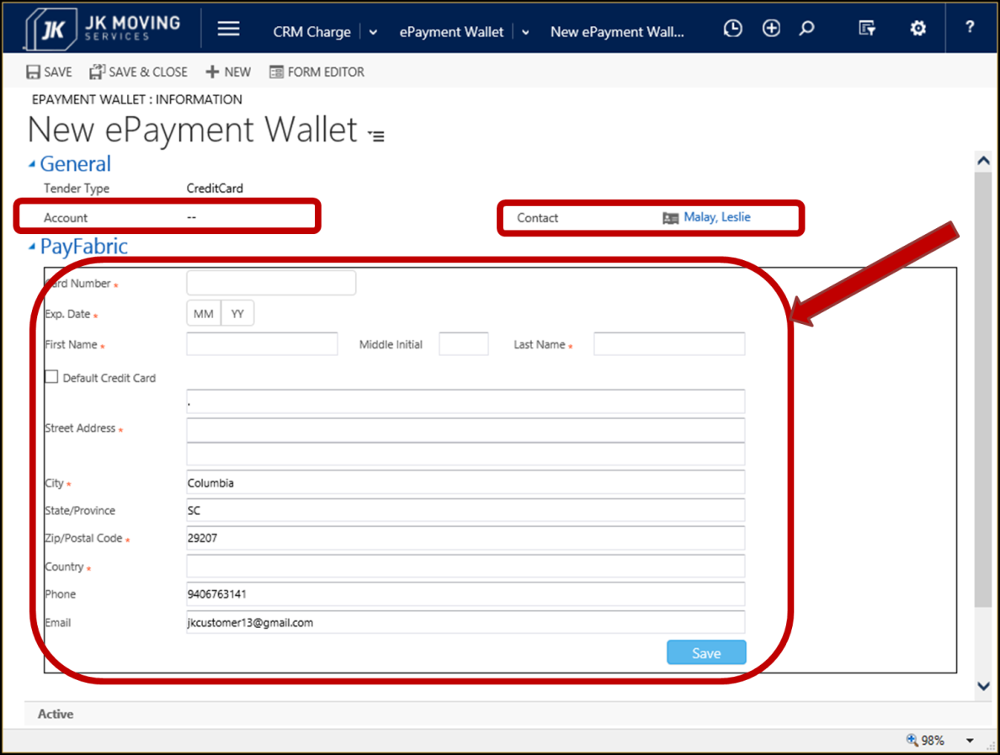 JK JK MOVING
SERVICES
CRM Charge ePayment Wallet New ePayment Wall... ?
SAVE SAVE & CLOSE NEW FORM EDITOR
EPAYMENT WALLET : INFORMATION
New ePayment Wallet
General
Tender Type CreditCard
Account -- Contact Malay, Leslie
PayFabric
Card Number *
Exp. Date * MM YY
First Name * Middle Initial Last Name *
Default Credit Card
,
Street Address *
City * Columbia
State/Province SC
Zip/Postal Code * 29207
Country *
Phone 9406763141
Email jkcustomer13@gmail.com
Save
Active
98%